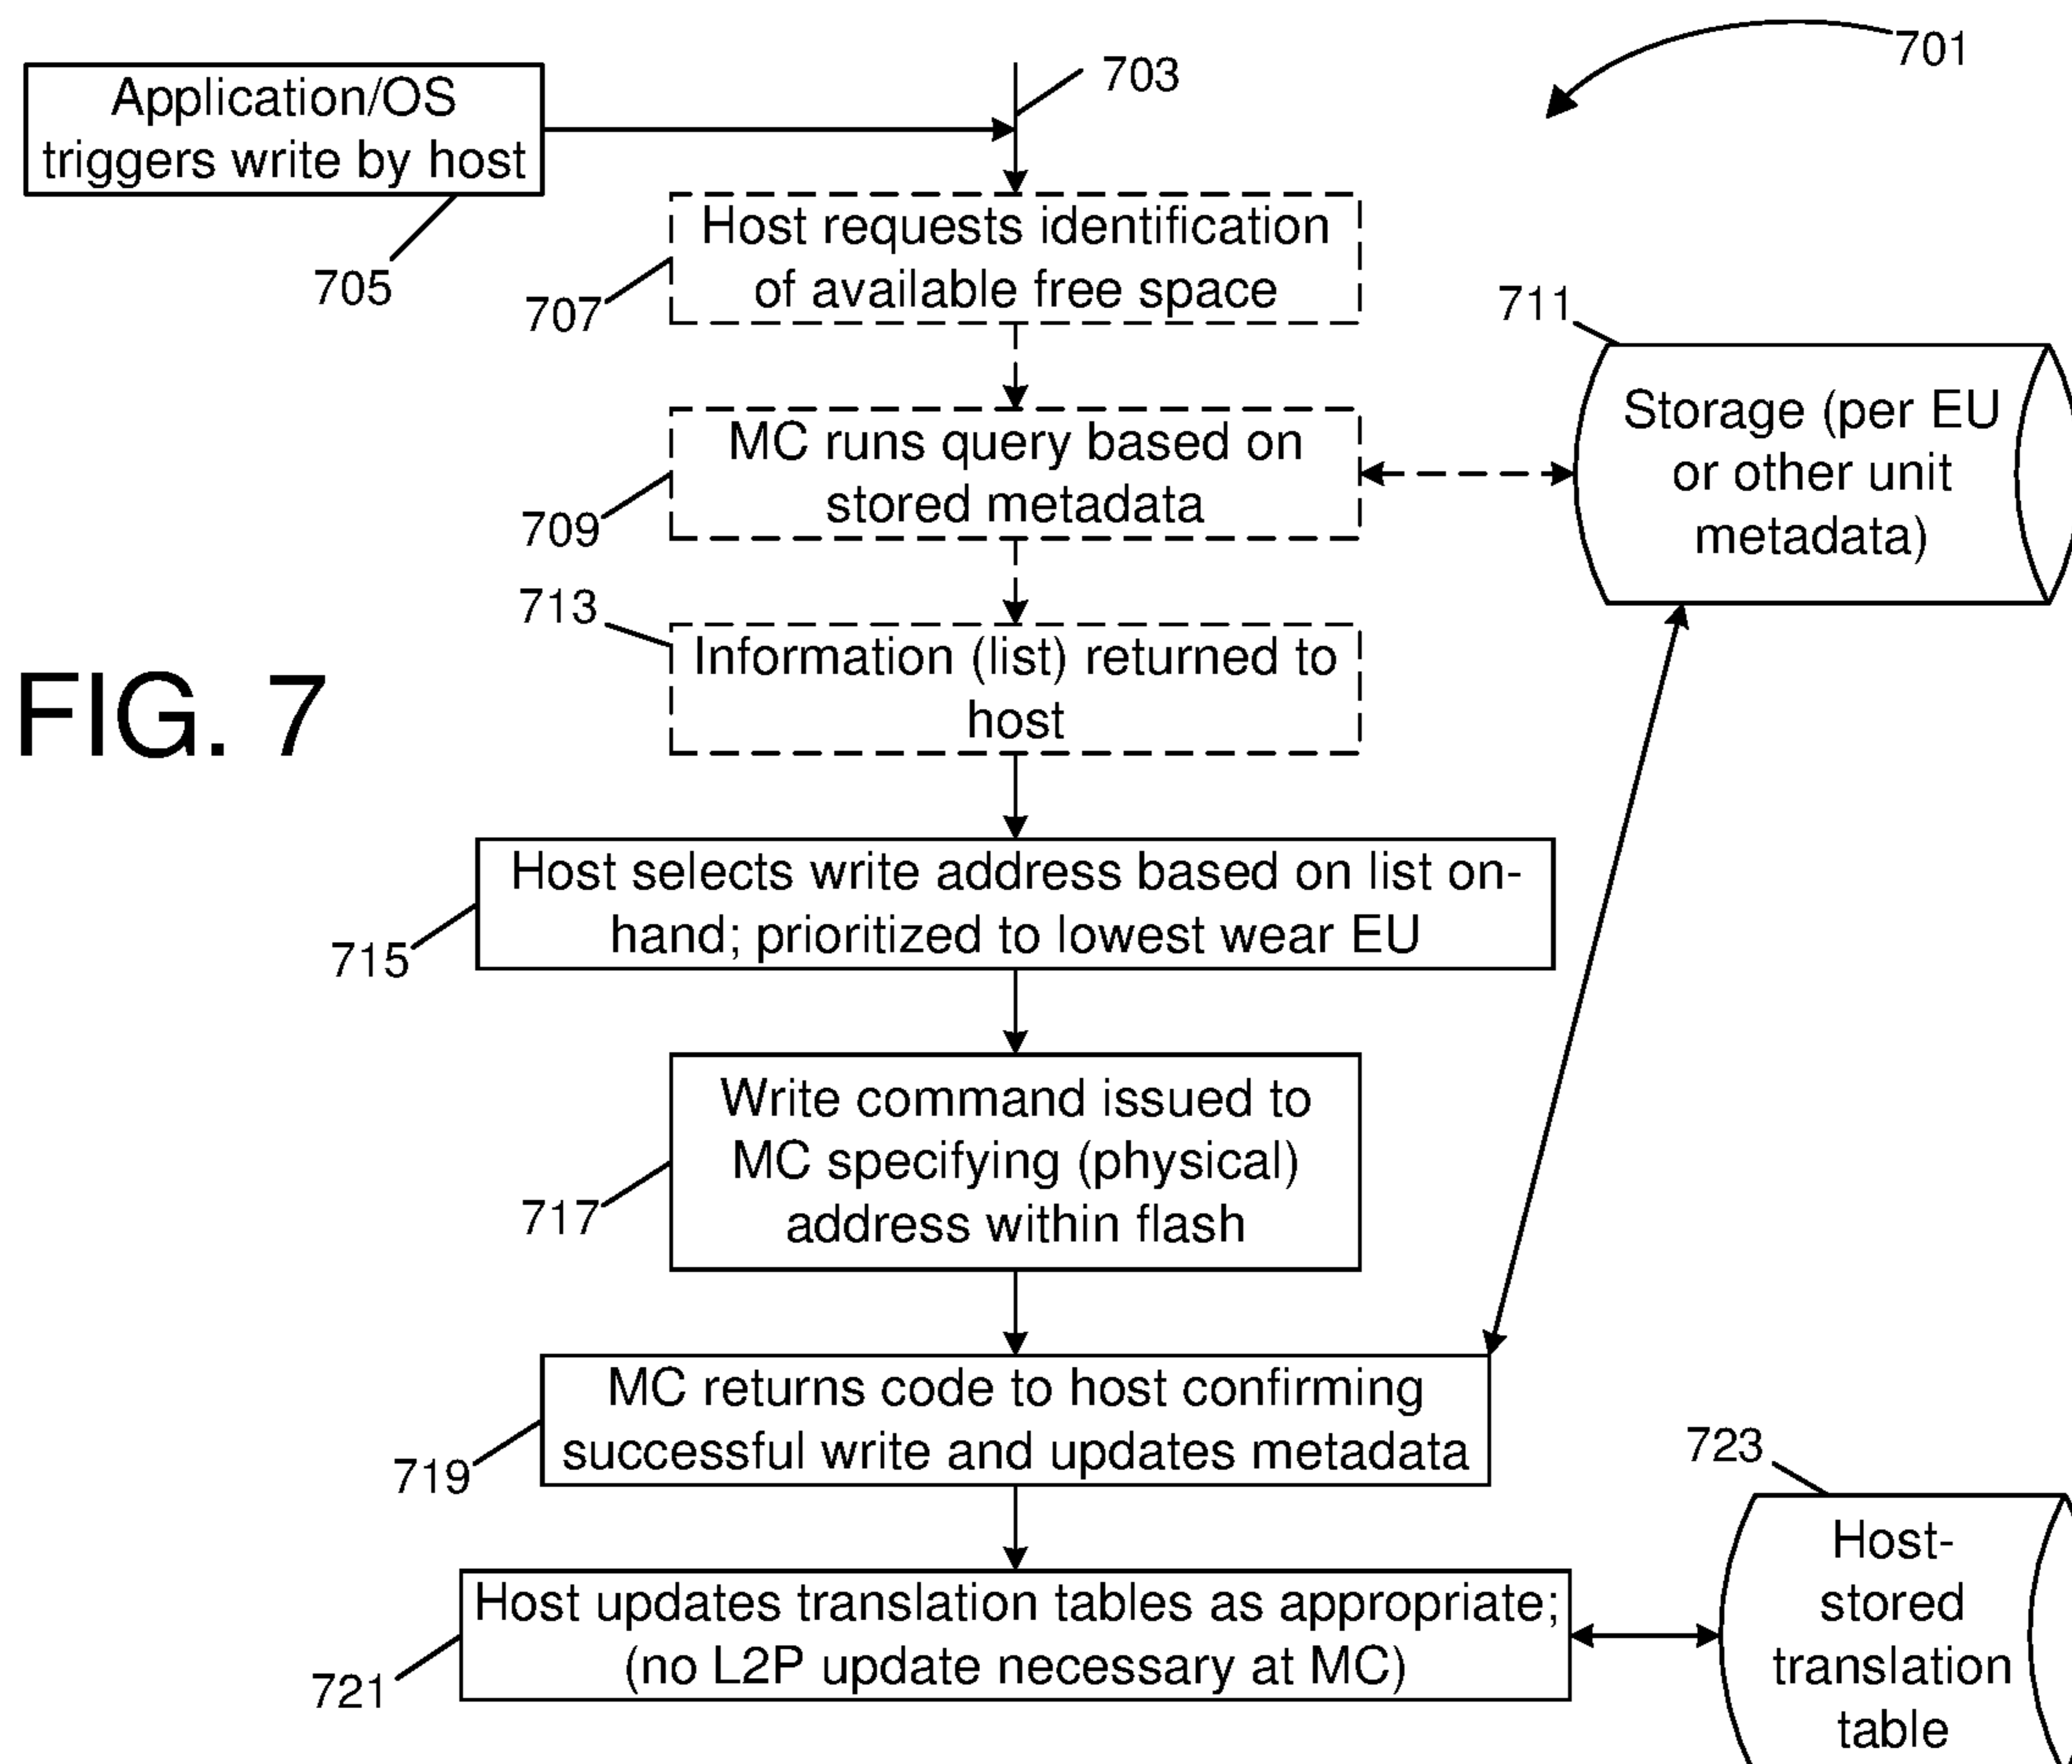 701
703
Application/OS
triggers write by host
705
Host requests identification
of available free space
707
711
Storage (per EU
or other unit
metadata)
MC runs query based on
stored metadata
709
713
Information (list) returned to
host
FIG. 7
Host selects write address based on list on-
hand; prioritized to lowest wear EU
715
Write command issued to
MC specifying (physical)
address within flash
717
MC returns code to host confirming
successful write and updates metadata
719
723
Host-
stored
translation
table
Host updates translation tables as appropriate;
(no L2P update necessary at MC)
721